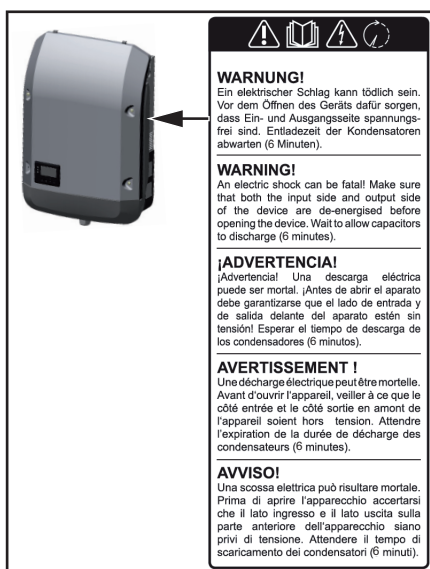 WARNUNG!
Ein elektrischer Schlag kann tödlich sein.
Vor dem Öffnen des Geräts dafür sorgen,
dass Ein- und Ausgangsseite spannungs-
frei sind. Entladezeit der Kondensatoren
abwarten (6 Minuten).
WARNING!
An electric shock can be fatal! Make sure
that both the input side and output side
of the device are de-energised before
opening the device. Wait to allow capacitors
to discharge (6 minutes).
¡ADVERTENCIA!
¡Advertencia! Una descarga eléctrica
puede ser mortal. ¡Antes de abrir el aparato
debe garantizarse que el lado de entrada y
de salida delante del aparato estén sin
tensión! Esperar el tiempo de descarga de
los condensadores (6 minutos).
AVERTISSEMENT !
Une décharge électrique peut être mortelle.
Avant d'ouvrir l'appareil, veiller à ce que le
côté entrée et le côté sortie en amont de
l'appareil soient hors tension. Attendre
l'expiration de la durée de décharge des
condensateurs (6 minutes).
AVVISO!
Una scossa elettrica può risultare mortale.
Prima di aprire l'apparecchio accertarsi
che il lato ingresso e il lato uscita sulla
parte anteriore dell'apparecchio siano
privi di tensione. Attendere il tempo di
scaricamento dei condensatori (6 minuti).